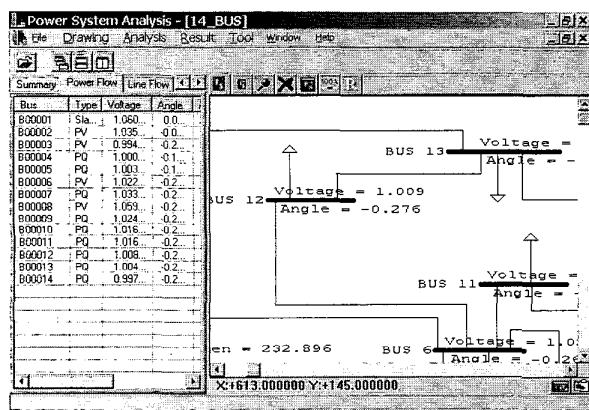 Power System Analysis - [14_BUS]
File Drawing Analysis Result Tool Window Help
Summary Power Flow Line Flow
Bus Type Voltage Angle
B00001 Sla... 1.060... 0.0...
B00002 PV 1.035... -0.0...
B00003 PV 0.994... -0.2...
B00004 PQ 1.000... -0.1...
B00005 PQ 1.003... -0.1...
B00006 PV 1.022... -0.2...
B00007 PQ 1.033... -0.2...
B00008 PV 1.059... -0.2...
B00009 PQ 1.024... -0.2...
B00010 PQ 1.016... -0.2...
B00011 PQ 1.016... -0.2...
B00012 PQ 1.008... -0.2...
B00013 PQ 1.004... -0.2...
B00014 PQ 0.997... -0.2...
BUS 13 Voltage =
Angle = -
BUS 12 Voltage = 1.009
Angle = -0.276
BUS 11 Voltage =
Angle = -
en = 232.896
BUS 6 Voltage = 1.0
Angle = -0.26
X:+613.000000 Y:+145.000000